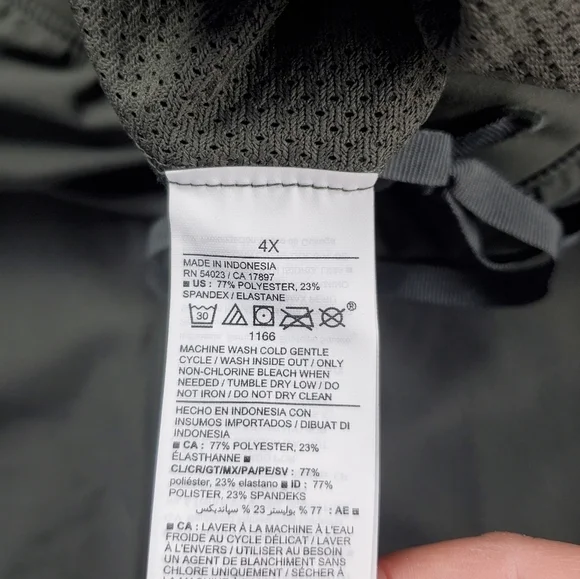 4X
MADE IN INDONESIA
RN 54023 / CA 17897
■ US : 77% POLYESTER, 23%
SPANDEX / ELASTANE
30
®
1166
MACHINE WASH COLD GENTLE
CYCLE / WASH INSIDE OUT / ONLY
NON-CHLORINE BLEACH WHEN
NEEDED / TUMBLE DRY LOW / DO
NOT IRON / DO NOT DRY CLEAN
HECHO EN INDONESIA CON
INSUMOS IMPORTADOS / DIBUAT DI
INDONESIA
■ CA : 77% POLYESTER, 23%
ÉLASTHANNE ■
CL/CR/GT/MX/PA/PE/SV : 77%
poliéster, 23% elastano ■ ID : 77%
POLISTER, 23% SPANDEKS
■ AE : 77 % بوليستر 23 % سپانديكس
■ CA : LAVER À LA MACHINE À L'EAU
FROIDE AU CYCLE DÉLICAT / LAVER
À L'ENVERS / UTILISER AU BESOIN
UN AGENT DE BLANCHIMENT SANS
CHLORE UNIQUEMENT / SÉCHER À